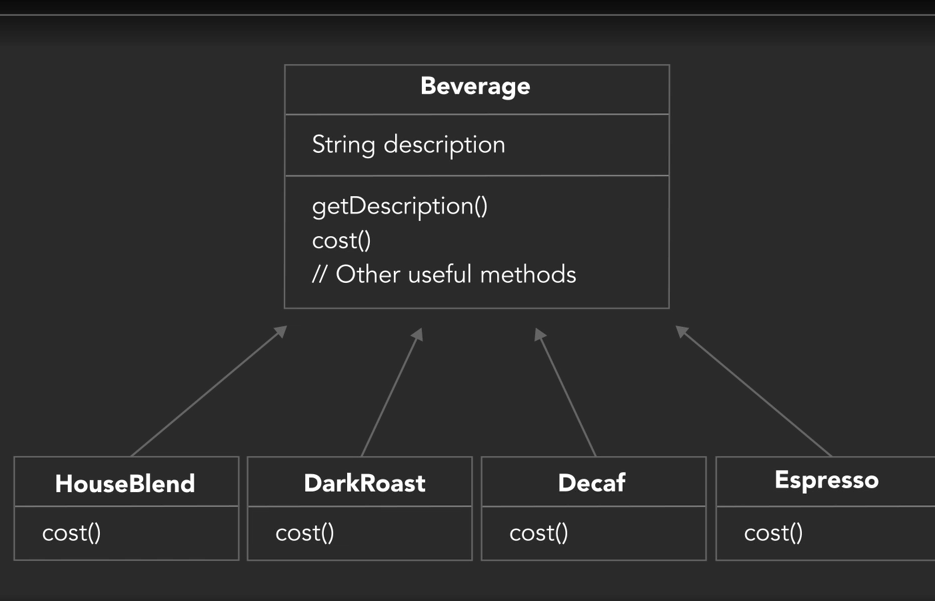 Beverage
String description
getDescription()
cost()
// Other useful methods
HouseBlend
cost()
DarkRoast
cost()
Decaf
cost()
Espresso
cost()